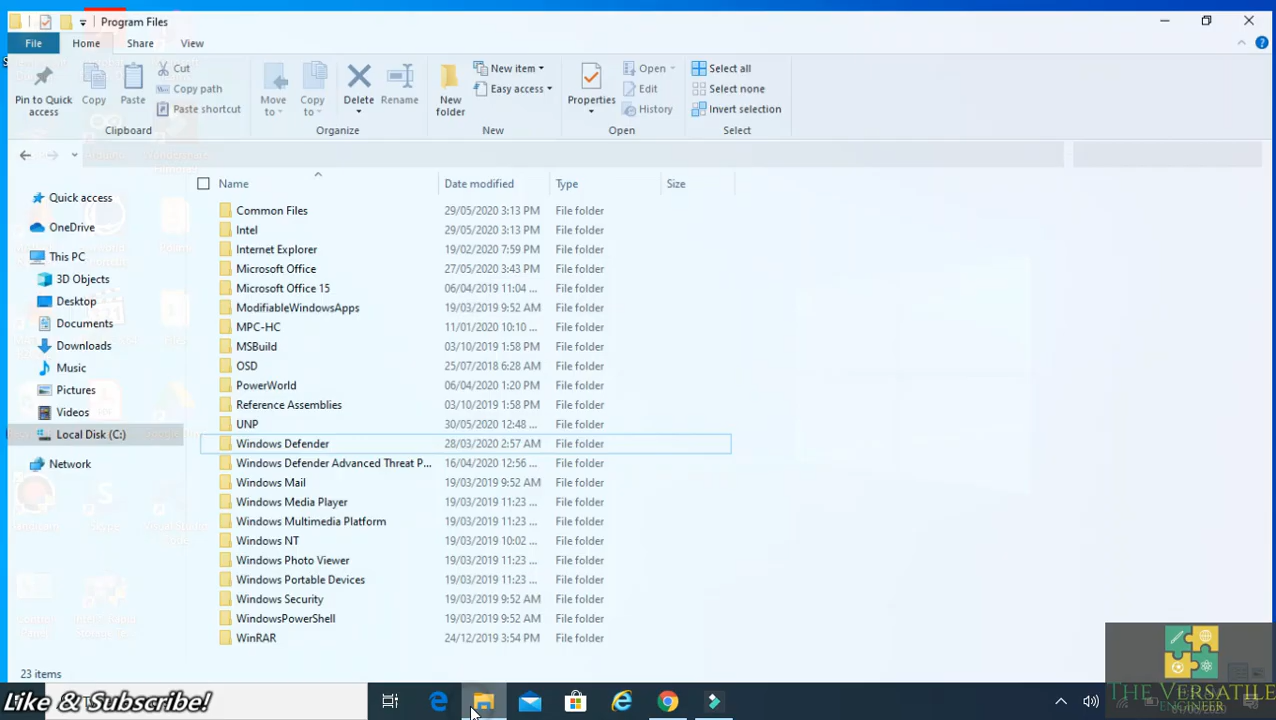 Program Files
File Home Share View
Pin to Quick access
Copy
Paste
Cut
Copy path
Paste shortcut
Move to
Copy to
Delete
Rename
New folder
New item
Easy access
Properties
Open
Edit
History
Select all
Select none
Invert selection
Clipboard Organize New Open Select
Name Date modified Type Size
Quick access
OneDrive
This PC
3D Objects
Desktop
Documents
Downloads
Music
Pictures
Videos
Local Disk (C:)
Network
Common Files 29/05/2020 3:13 PM File folder
Intel 29/05/2020 3:13 PM File folder
Internet Explorer 19/02/2020 7:59 PM File folder
Microsoft Office 27/05/2020 3:43 PM File folder
Microsoft Office 15 06/04/2019 11:04 ... File folder
ModifiableWindowsApps 19/03/2019 9:52 AM File folder
MPC-HC 11/01/2020 10:10 ... File folder
MSBuild 03/10/2019 1:58 PM File folder
OSD 25/07/2018 6:28 AM File folder
PowerWorld 06/04/2020 1:20 PM File folder
Reference Assemblies 03/10/2019 1:58 PM File folder
UNP 30/05/2020 12:48 ... File folder
Windows Defender 28/03/2020 2:57 AM File folder
Windows Defender Advanced Threat P... 16/04/2020 12:56 ... File folder
Windows Mail 19/03/2019 9:52 AM File folder
Windows Media Player 19/03/2019 11:23 ... File folder
Windows Multimedia Platform 19/03/2019 11:23 ... File folder
Windows NT 19/03/2019 10:02 ... File folder
Windows Photo Viewer 19/03/2019 11:23 ... File folder
Windows Portable Devices 19/03/2019 11:23 ... File folder
Windows Security 19/03/2019 9:52 AM File folder
WindowsPowerShell 19/03/2019 9:52 AM File folder
WinRAR 24/12/2019 3:54 PM File folder
23 items
Like & Subscribe!
THE VERSATILE
ENGINEER